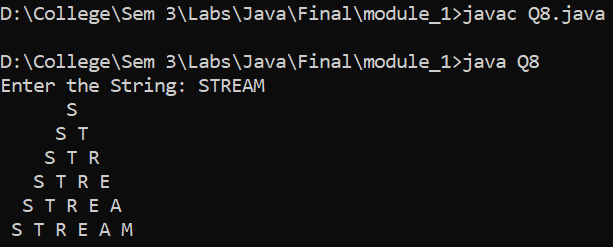 D:\College\Sem 3\Labs\Java\Final\module_1>javac Q8.java
D:\College\Sem 3\Labs\Java\Final\module_1>java Q8
Enter the String: STREAM
      S
     S T
    S T R
   S T R E
  S T R E A
 S T R E A M